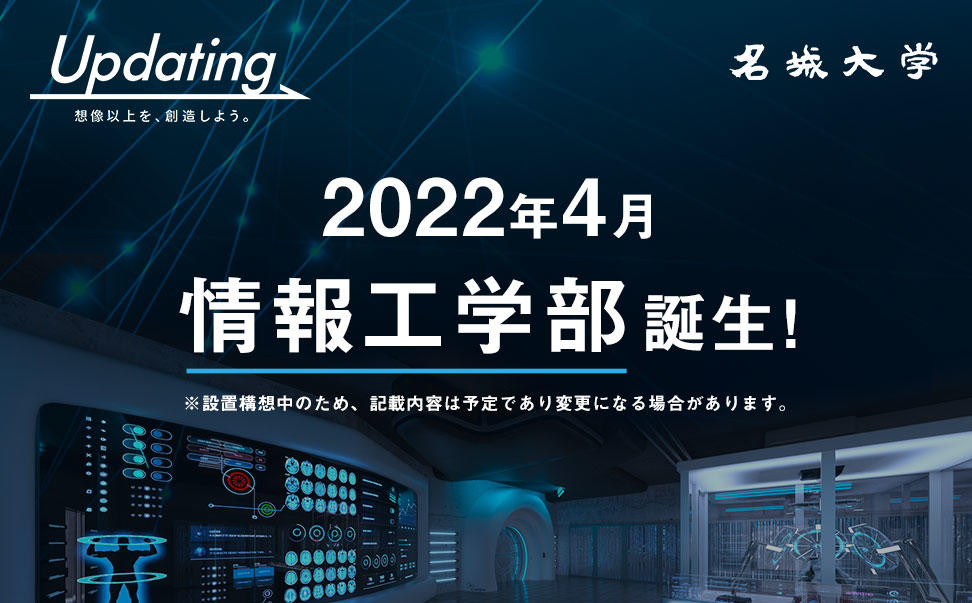 Updating
想像以上を、創造しよう。
名城大学
2022年4月
情報工学部 誕生!
※設置構想中のため、記載内容は予定であり変更になる場合があります。